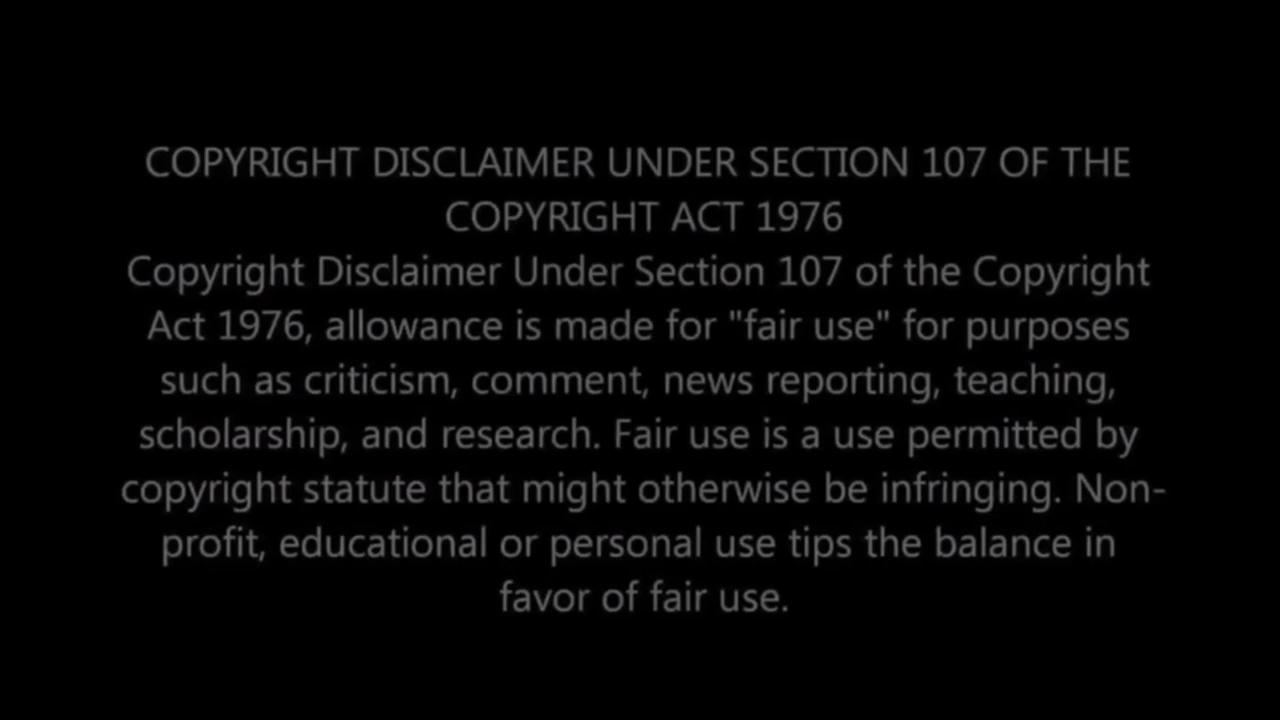 COPYRIGHT DISCLAIMER UNDER SECTION 107 OF THE
COPYRIGHT ACT 1976
Copyright Disclaimer Under Section 107 of the Copyright
Act 1976, allowance is made for "fair use" for purposes
such as criticism, comment, news reporting, teaching,
scholarship, and research. Fair use is a use permitted by
copyright statute that might otherwise be infringing. Non-
profit, educational or personal use tips the balance in
favor of fair use.